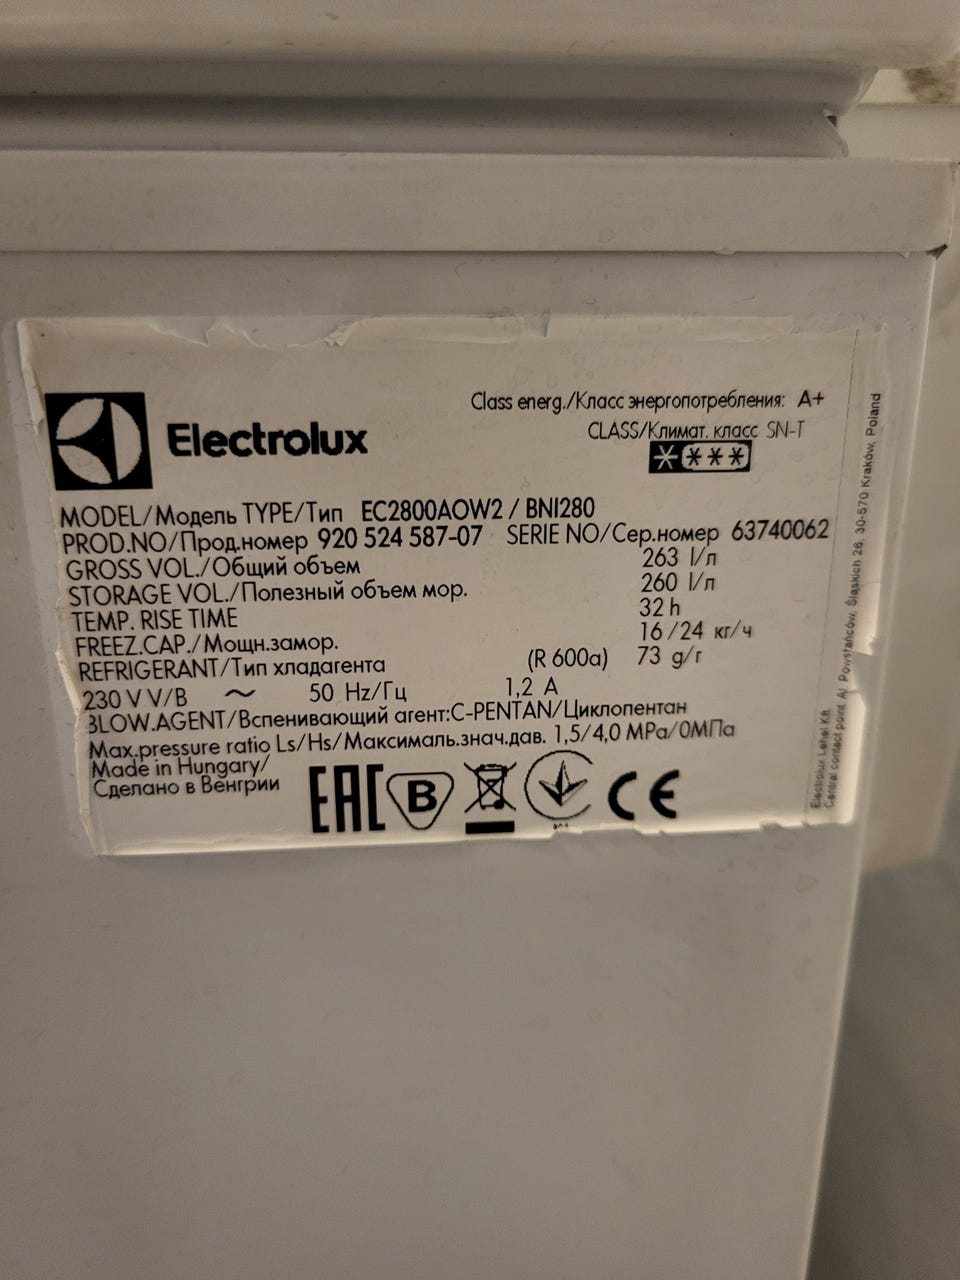 Electrolux
Class energ./Класс энергопотребления: A+
CLASS/Климат. класс SN-T
MODEL/Модель TYPE/Тип EC2800AOW2 / BNI280
PROD.NO/Прод.номер 920 524 587-07 SERIE NO/Сер.номер 63740062
GROSS VOL./Общий объем 263 l/л
STORAGE VOL./Полезный объем мор. 260 l/л
TEMP. RISE TIME 32 h
FREEZ.CAP./Мощн.замор. 16/24 кг/ч
REFRIGERANT/Тип хладагента (R 600a) 73 g/г
230 V V/B ~ 50 Hz/Гц 1,2 A
BLOW.AGENT/Вспенивающий агент:C-PENTAN/Циклопентан
Max.pressure ratio Ls/Hs/Максималь.знач.дав. 1,5/4,0 MPa/0МПа
Made in Hungary/
Сделано в Венгрии
EAC B CE
Electrolux Lehel Kft.
Central contact point: Al. Powstańców, Śląskich 26, 30-570 Kraków, Poland